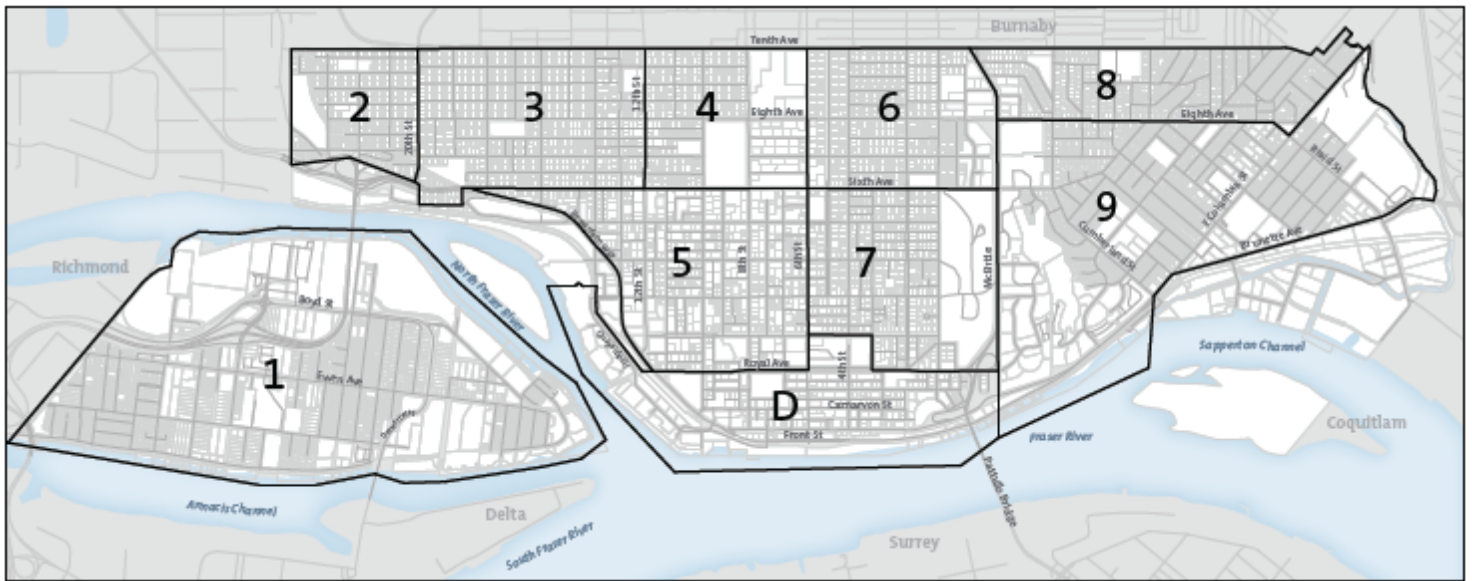 Burnaby
Tenth Ave
2
3
12th St
4
Eighth Ave
6
8
Eighth Ave
20th St
Sixth Ave
E Columbia St
9
Cumberland St
Brunette Ave
Richmond
North Fraser River
Boyd St
5
12th St
8th St
6th St
7
McBride
Sapperton Channel
1
Ewen Ave
Royal Ave
4th St
D
Carnarvon St
Front St
Fraser River
Coquitlam
Pattullo Bridge
Annacis Channel
Delta
South Fraser River
Surrey